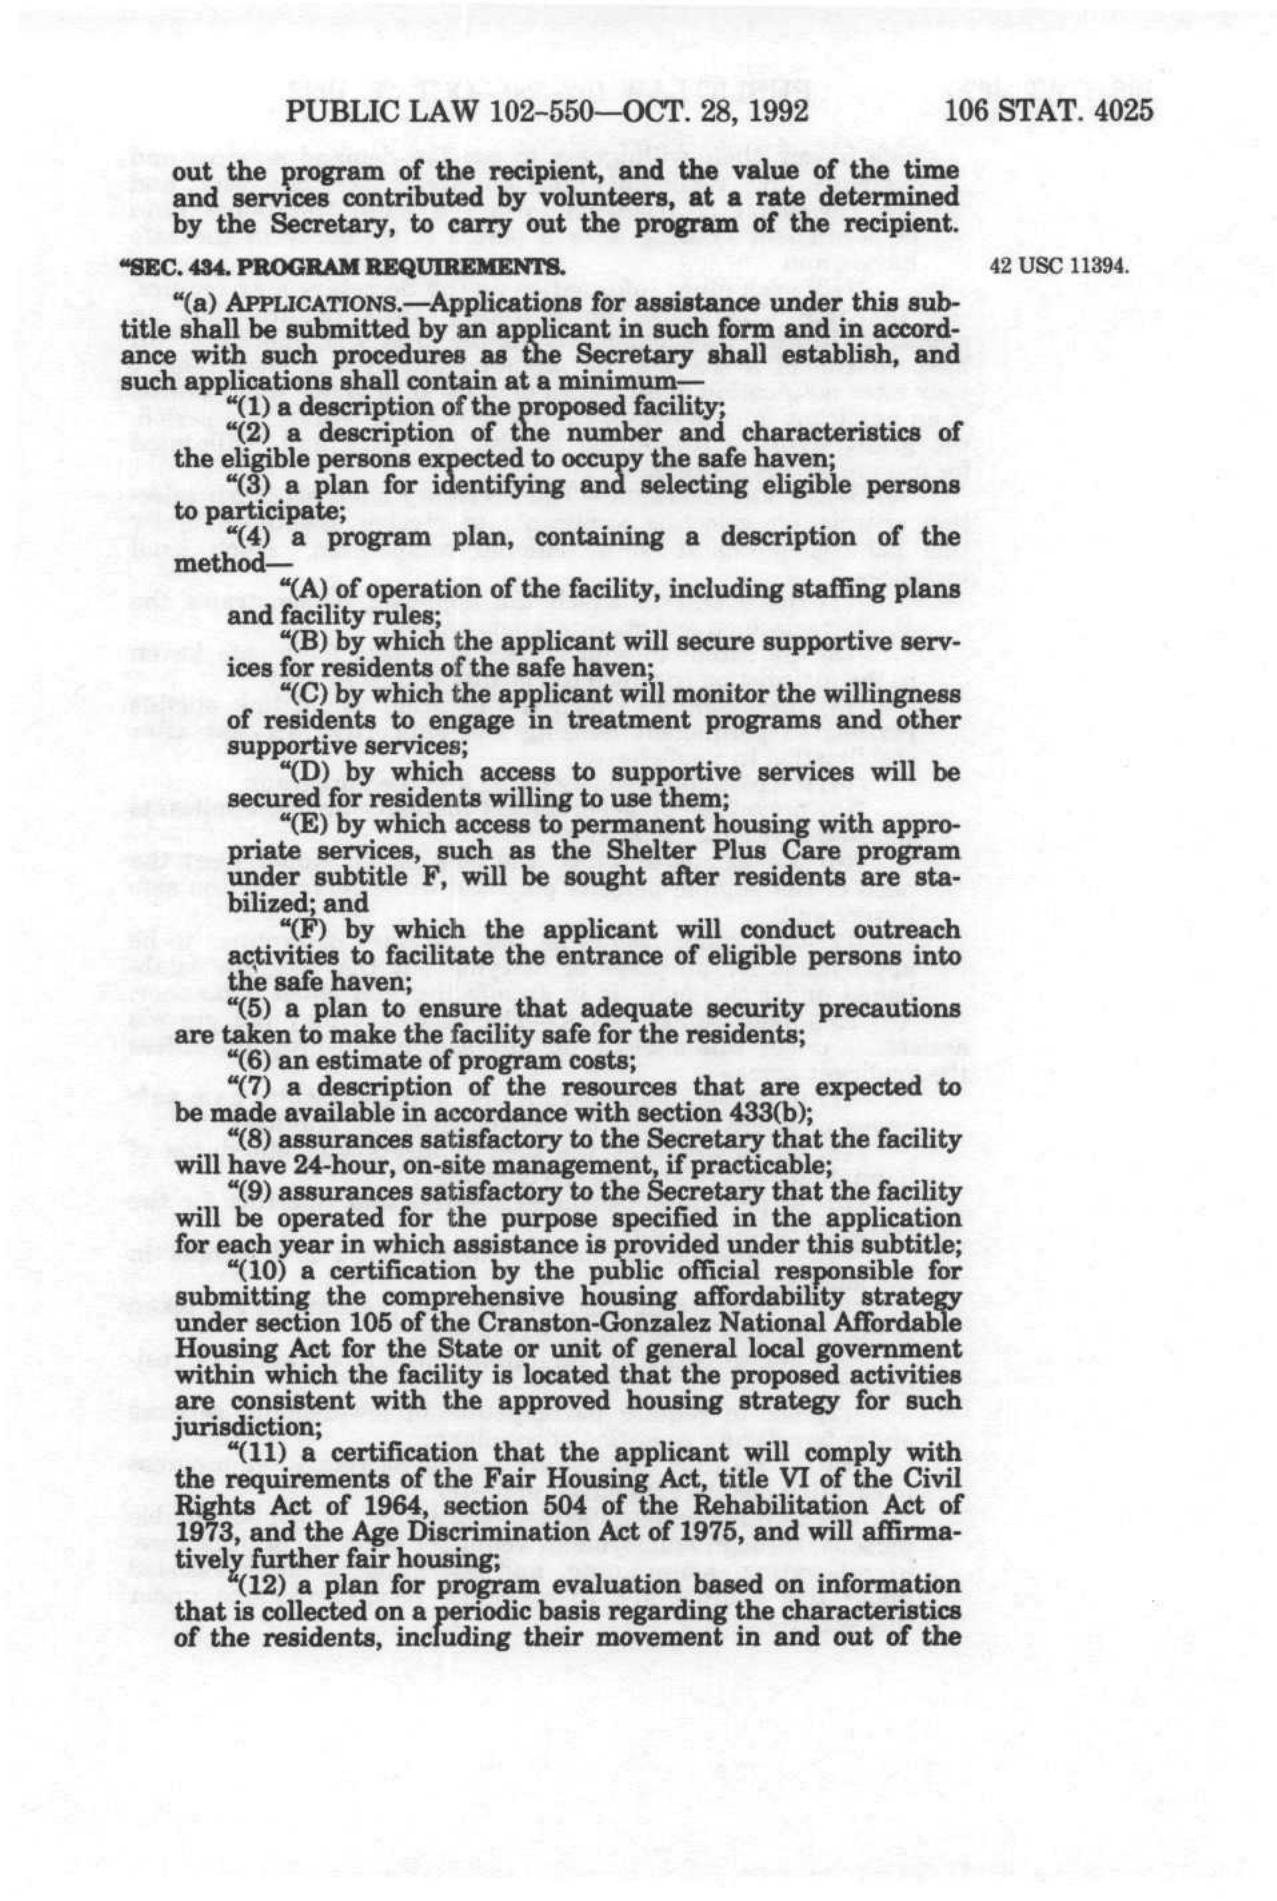 PUBLIC LAW 102–550—OCT. 28, 1992 106 STAT. 4025
out the program of the recipient, and the value of the time
and services contributed by volunteers, at a rate determined
by the Secretary, to carry out the program of the recipient.
“SEC. 434. PROGRAM REQUIREMENTS. 42 USC 11394.
“(a) APPLICATIONS.—Applications for assistance under this sub-
title shall be submitted by an applicant in such form and in accord-
ance with such procedures as the Secretary shall establish, and
such applications shall contain at a minimum—
“(1) a description of the proposed facility;
“(2) a description of the number and characteristics of
the eligible persons expected to occupy the safe haven;
“(3) a plan for identifying and selecting eligible persons
to participate;
“(4) a program plan, containing a description of the
method—
“(A) of operation of the facility, including staffing plans
and facility rules;
“(B) by which the applicant will secure supportive serv-
ices for residents of the safe haven;
“(C) by which the applicant will monitor the willingness
of residents to engage in treatment programs and other
supportive services;
“(D) by which access to supportive services will be
secured for residents willing to use them;
“(E) by which access to permanent housing with appro-
priate services, such as the Shelter Plus Care program
under subtitle F, will be sought after residents are sta-
bilized; and
“(F) by which the applicant will conduct outreach
activities to facilitate the entrance of eligible persons into
the safe haven;
“(5) a plan to ensure that adequate security precautions
are taken to make the facility safe for the residents;
“(6) an estimate of program costs;
“(7) a description of the resources that are expected to
be made available in accordance with section 433(b);
“(8) assurances satisfactory to the Secretary that the facility
will have 24-hour, on-site management, if practicable;
“(9) assurances satisfactory to the Secretary that the facility
will be operated for the purpose specified in the application
for each year in which assistance is provided under this subtitle;
“(10) a certification by the public official responsible for
submitting the comprehensive housing affordability strategy
under section 105 of the Cranston-Gonzalez National Affordable
Housing Act for the State or unit of general local government
within which the facility is located that the proposed activities
are consistent with the approved housing strategy for such
jurisdiction;
“(11) a certification that the applicant will comply with
the requirements of the Fair Housing Act, title VI of the Civil
Rights Act of 1964, section 504 of the Rehabilitation Act of
1973, and the Age Discrimination Act of 1975, and will affirma-
tively further fair housing;
“(12) a plan for program evaluation based on information
that is collected on a periodic basis regarding the characteristics
of the residents, including their movement in and out of the